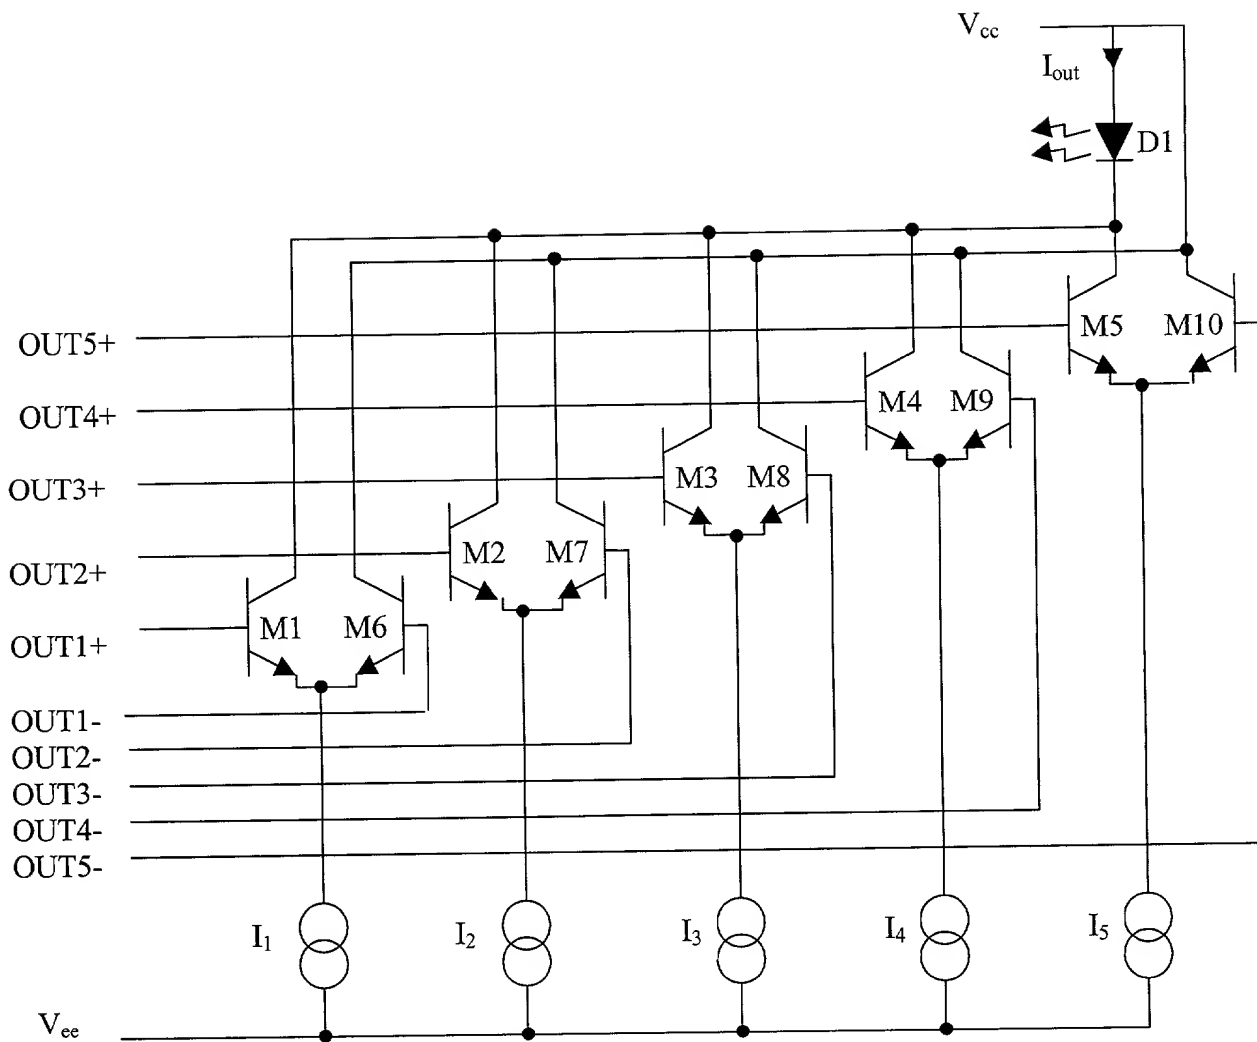 Vcc
Iout
D1
OUT5+
M5 M10
OUT4+
M4 M9
OUT3+
M3 M8
OUT2+
M2 M7
OUT1+
M1 M6
OUT1-
OUT2-
OUT3-
OUT4-
OUT5-
I1 I2 I3 I4 I5
Vee